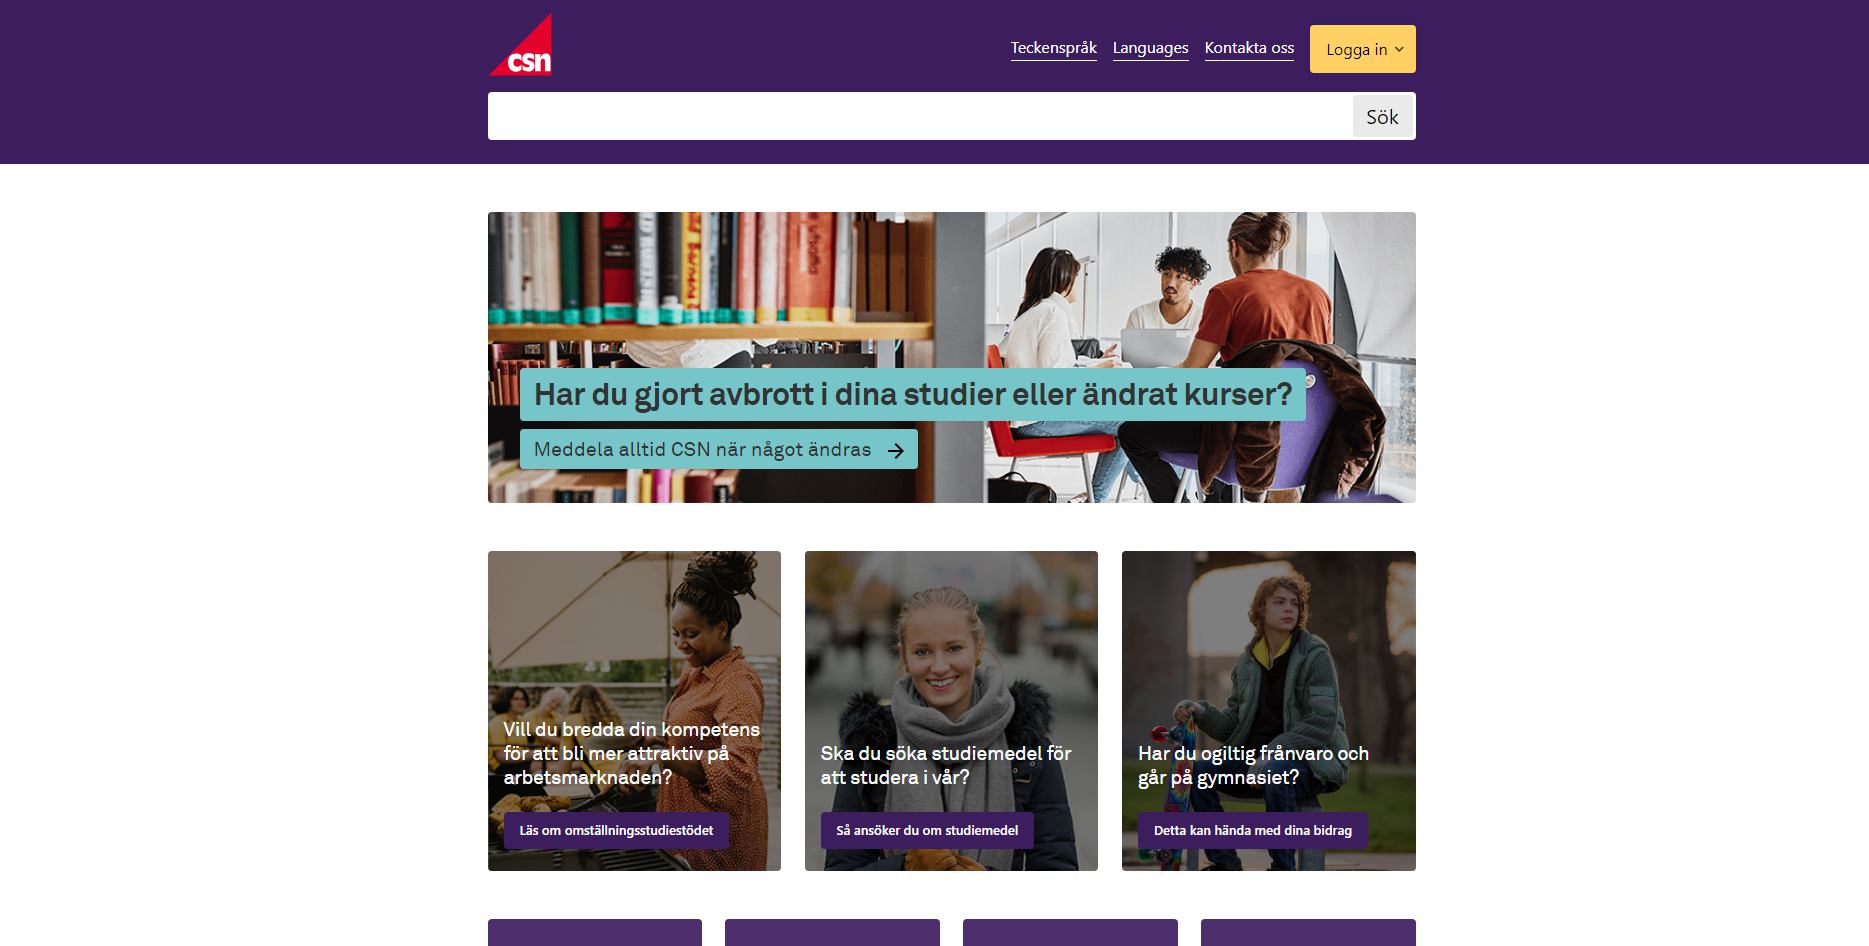 csn
Teckenspråk Languages Kontakta oss Logga in
Sök
Har du gjort avbrott i dina studier eller ändrat kurser?
Meddela alltid CSN när något ändras
Vill du bredda din kompetens
för att bli mer attraktiv på
arbetsmarknaden?
Läs om omställningsstudiestödet
Ska du söka studiemedel för
att studera i vår?
Så ansöker du om studiemedel
Har du ogiltig frånvaro och
går på gymnasiet?
Detta kan hända med dina bidrag